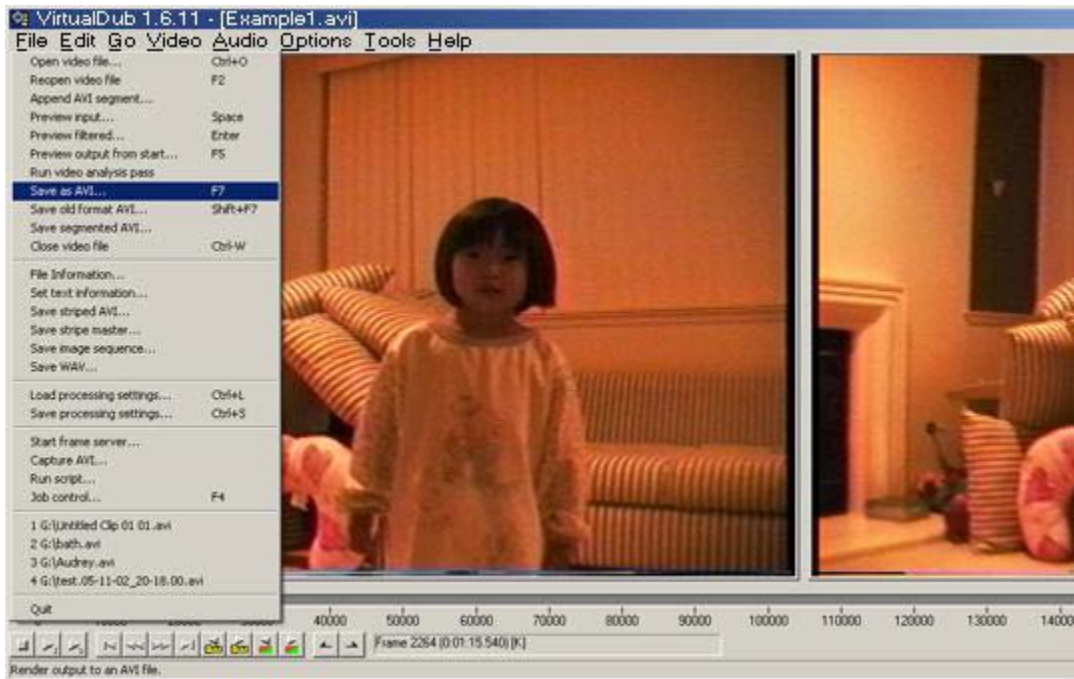 VirtualDub 1.6.11 - [Example1.avi]
File Edit Go Video Audio Options Tools Help
Open video file... Ctrl+O
Reopen video file F2
Append AVI segment...
Preview input... Space
Preview filtered... Enter
Preview output from start... F5
Run video analysis pass
Save as AVI... F7
Save old format AVI... Shift+F7
Save segmented AVI...
Close video file Ctrl-W
File Information...
Set text information...
Save striped AVI...
Save stripe master...
Save image sequence...
Save WAV...
Load processing settings... Ctrl+L
Save processing settings... Ctrl+S
Start frame server...
Capture AVI...
Run script...
Job control... F4
1 G:\Untitled Clip 01 01.avi
2 G:\bath.avi
3 G:\Audrey.avi
4 G:\test.05-11-02_20-18.00.avi
Quit
40000 50000 60000 70000 80000 90000 100000 110000 120000 130000 14000
Frame 2264 (0:01:15.540) [K]
Render output to an AVI file.